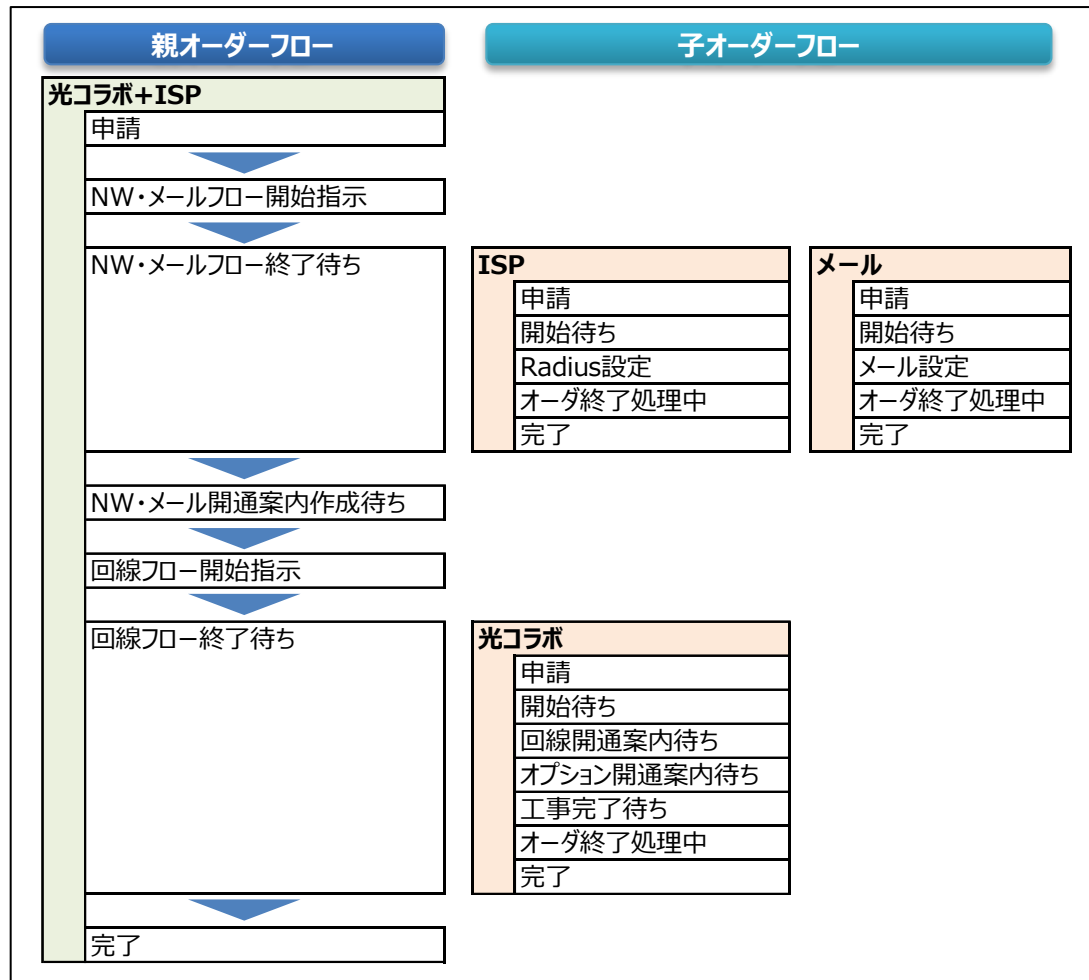 親オーダーフロー
子オーダーフロー
光コラボ+ISP
申請
NW・メールフロー開始指示
NW・メールフロー終了待ち
ISP
申請
開始待ち
Radius設定
オーダ終了処理中
完了
メール
申請
開始待ち
メール設定
オーダ終了処理中
完了
NW・メール開通案内作成待ち
回線フロー開始指示
回線フロー終了待ち
光コラボ
申請
開始待ち
回線開通案内待ち
オプション開通案内待ち
工事完了待ち
オーダ終了処理中
完了
完了